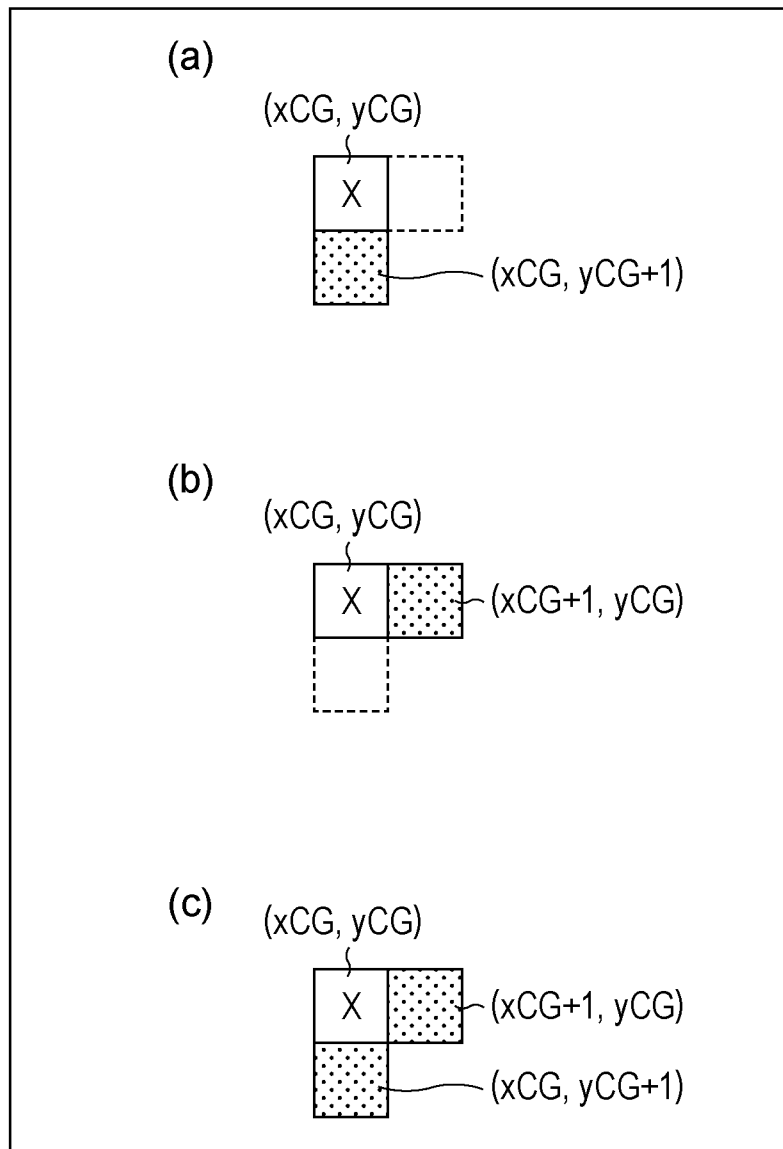 (a)
(xCG, yCG)
X
(xCG, yCG+1)
(b)
(xCG, yCG)
X
(xCG+1, yCG)
(c)
(xCG, yCG)
X
(xCG+1, yCG)
(xCG, yCG+1)